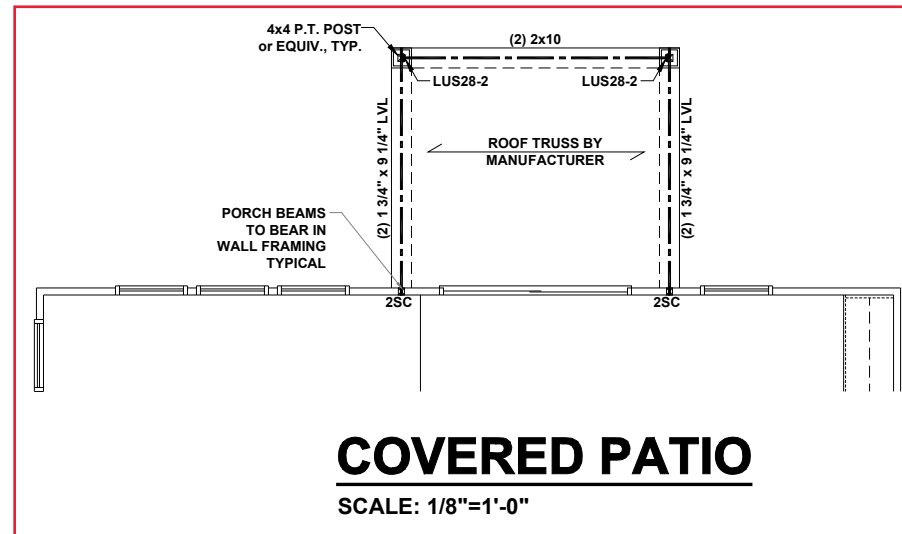 4x4 P.T. POST
or EQUIV., TYP.
(2) 2x10
LUS28-2
LUS28-2
(2) 1 3/4" x 9 1/4" LVL
ROOF TRUSS BY
MANUFACTURER
(2) 1 3/4" x 9 1/4" LVL
PORCH BEAMS
TO BEAR IN
WALL FRAMING
TYPICAL
2SC
2SC
COVERED PATIO
SCALE: 1/8"=1'-0"